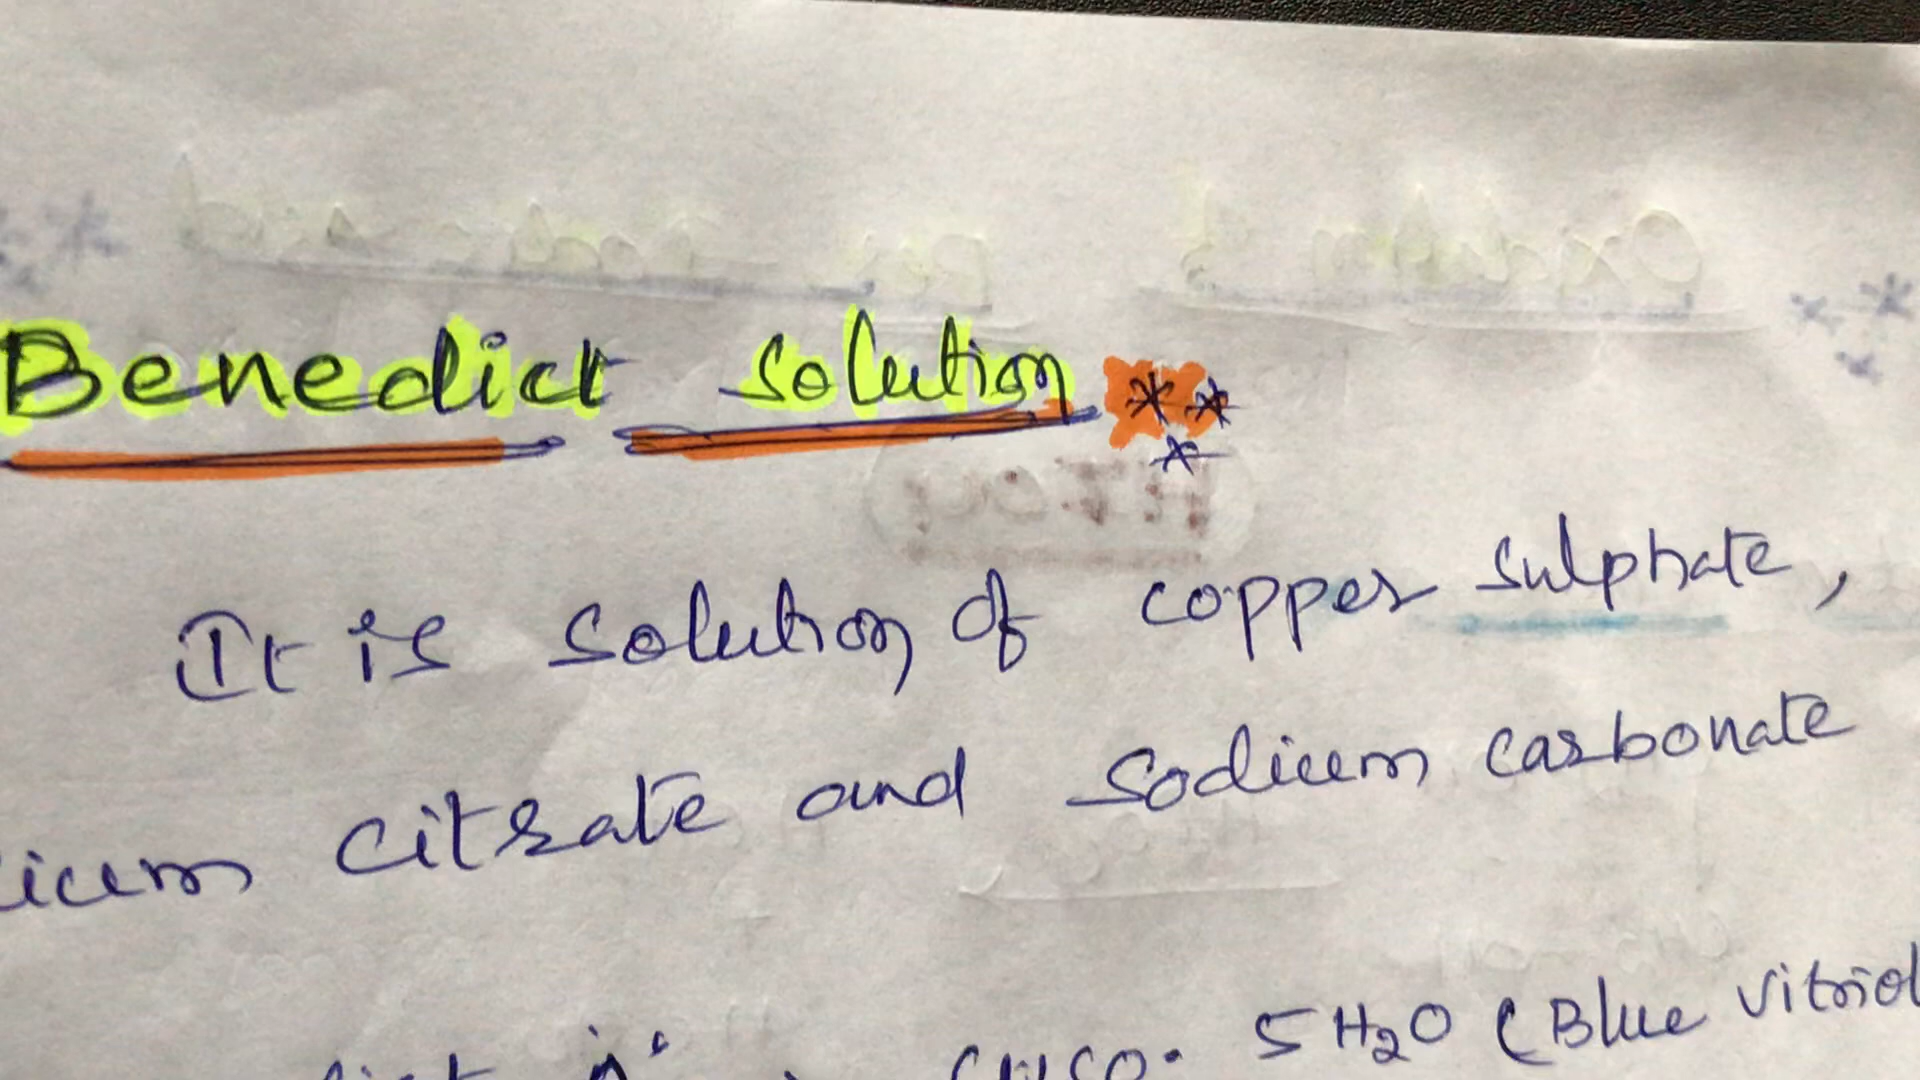 Benedict Solution ***
It is solution of copper sulphate,
citrate and sodium carbonate
5H2O (Blue vitriol